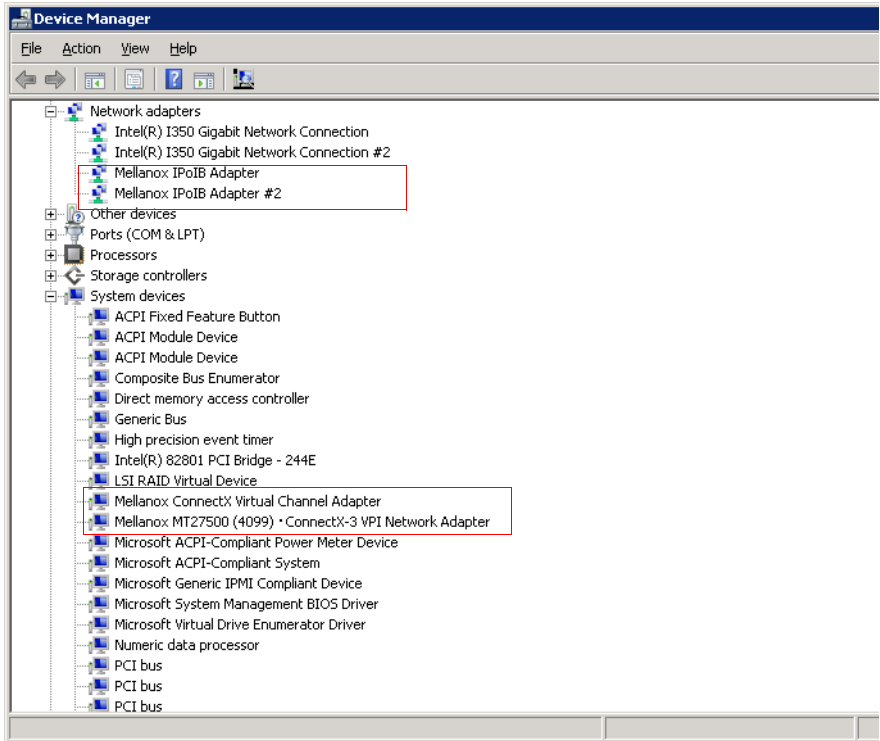 Device Manager
File Action View Help
Network adapters
Intel(R) I350 Gigabit Network Connection
Intel(R) I350 Gigabit Network Connection #2
Mellanox IPoIB Adapter
Mellanox IPoIB Adapter #2
Other devices
Ports (COM & LPT)
Processors
Storage controllers
System devices
ACPI Fixed Feature Button
ACPI Module Device
ACPI Module Device
Composite Bus Enumerator
Direct memory access controller
Generic Bus
High precision event timer
Intel(R) 82801 PCI Bridge - 244E
LSI RAID Virtual Device
Mellanox ConnectX Virtual Channel Adapter
Mellanox MT27500 (4099) · ConnectX-3 VPI Network Adapter
Microsoft ACPI-Compliant Power Meter Device
Microsoft ACPI-Compliant System
Microsoft Generic IPMI Compliant Device
Microsoft System Management BIOS Driver
Microsoft Virtual Drive Enumerator Driver
Numeric data processor
PCI bus
PCI bus
PCI bus